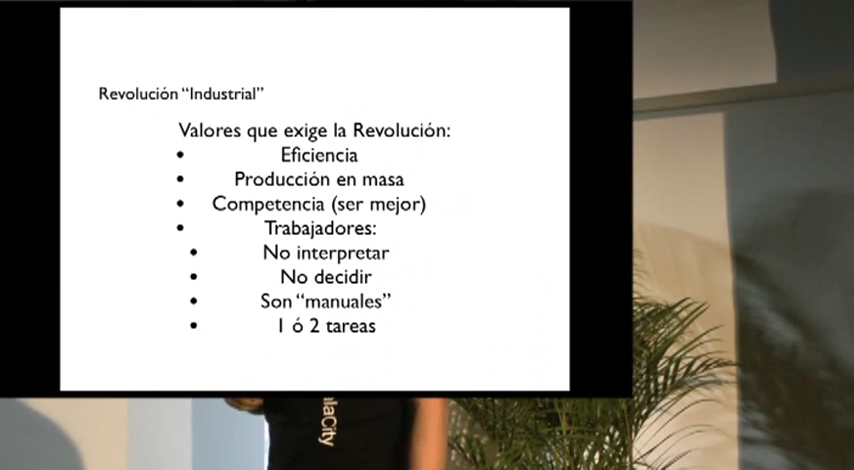 Revolución “Industrial”
Valores que exige la Revolución:
• Eficiencia
• Producción en masa
• Competencia (ser mejor)
• Trabajadores:
• No interpretar
• No decidir
• Son “manuales”
• 1 ó 2 tareas